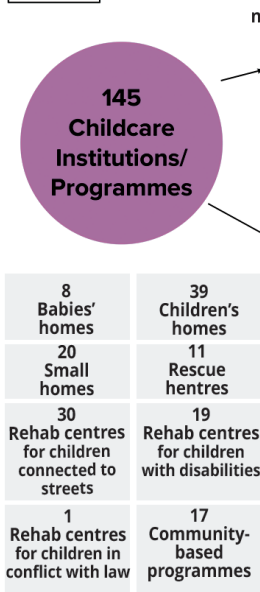 145
Childcare
Institutions/
Programmes
8
Babies'
homes
39
Children's
homes
20
Small
homes
11
Rescue
hentres
30
Rehab centres
for children
connected to
streets
19
Rehab centres
for children
with disabilities
1
Rehab centres
for children in
conflict with law
17
Community-
based
programmes